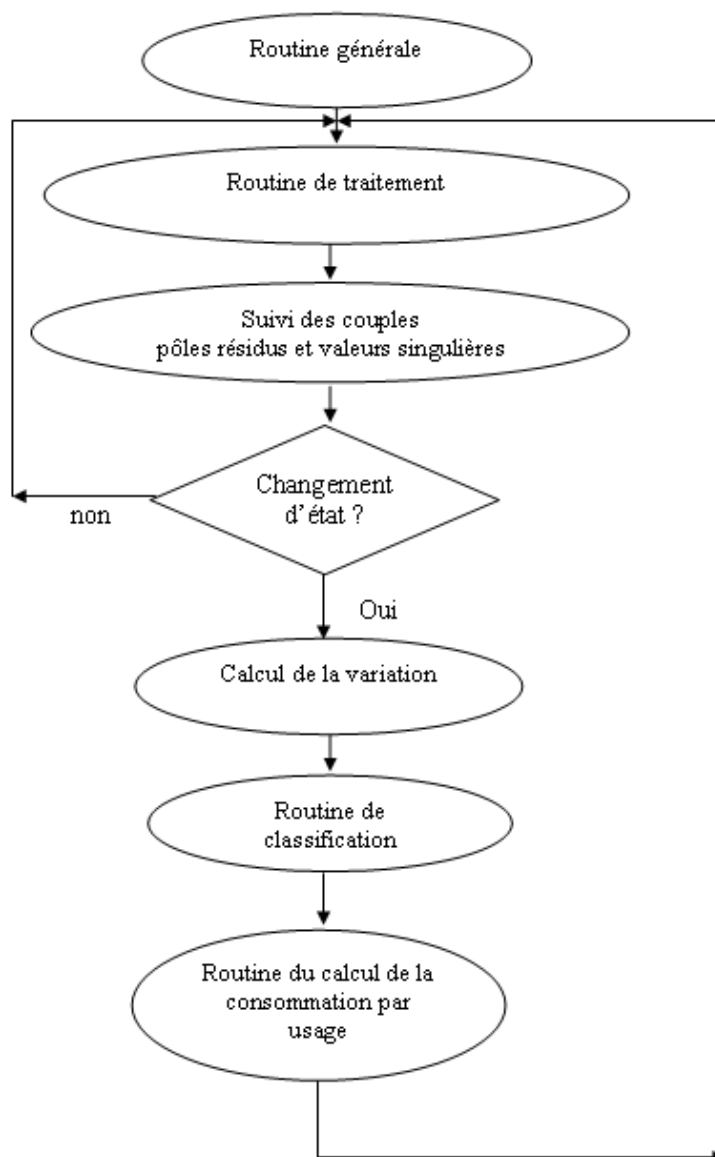 Routine générale
Routine de traitement
Suivi des couples
pôles résidus et valeurs singulières
Changement
d'état ?
non
Oui
Calcul de la variation
Routine de
classification
Routine du calcul de la
consommation par
usage